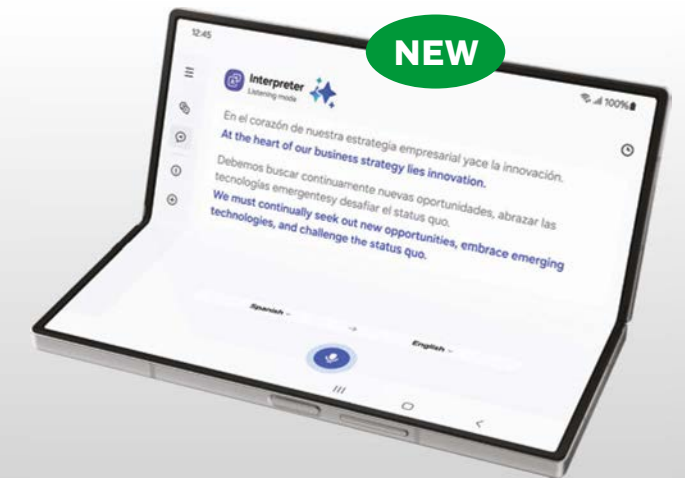 NEW
12:45
100%
Interpreter
Listening mode
En el corazón de nuestra estrategia empresarial yace la innovación.
At the heart of our business strategy lies innovation.
Debemos buscar continuamente nuevas oportunidades, abrazar las
tecnologías emergentesy desafiar el status quo.
We must continually seek out new opportunities, embrace emerging
technologies, and challenge the status quo.
Spanish
English